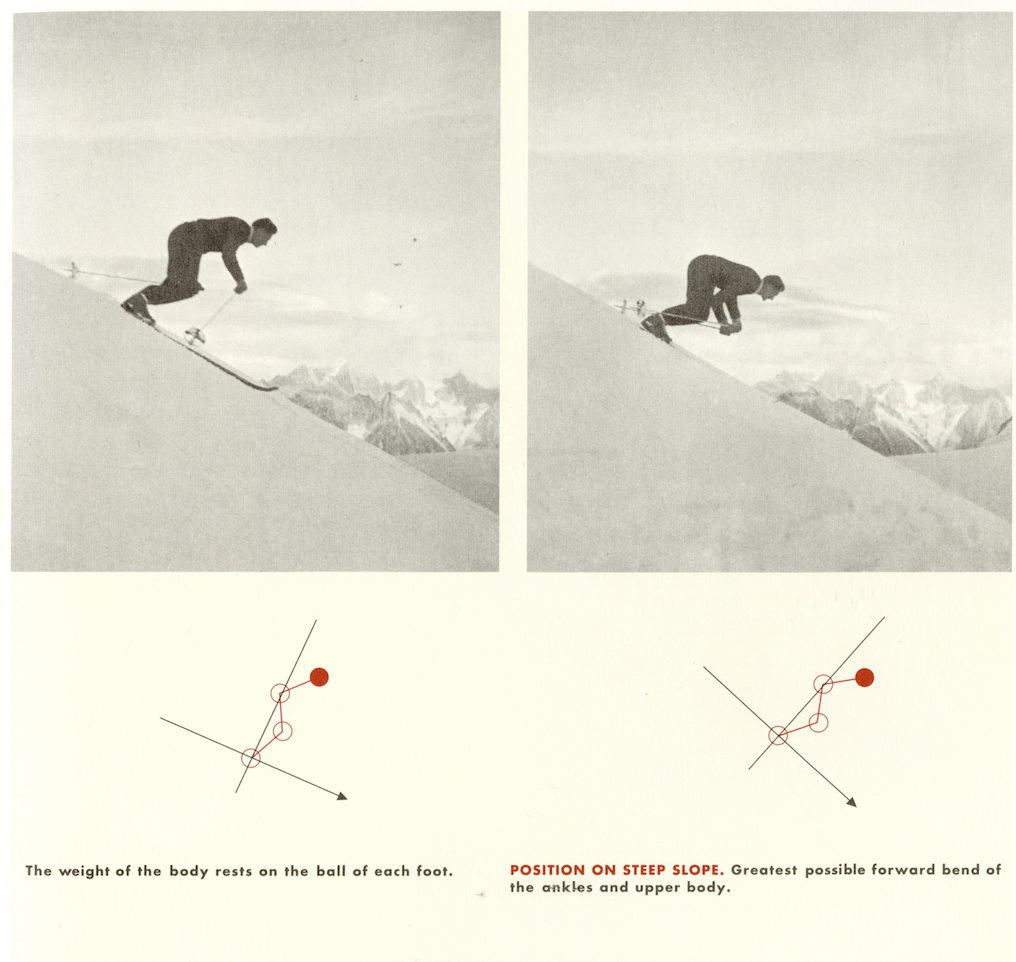 The weight of the body rests on the ball of each foot.
POSITION ON STEEP SLOPE. Greatest possible forward bend of
the ankles and upper body.